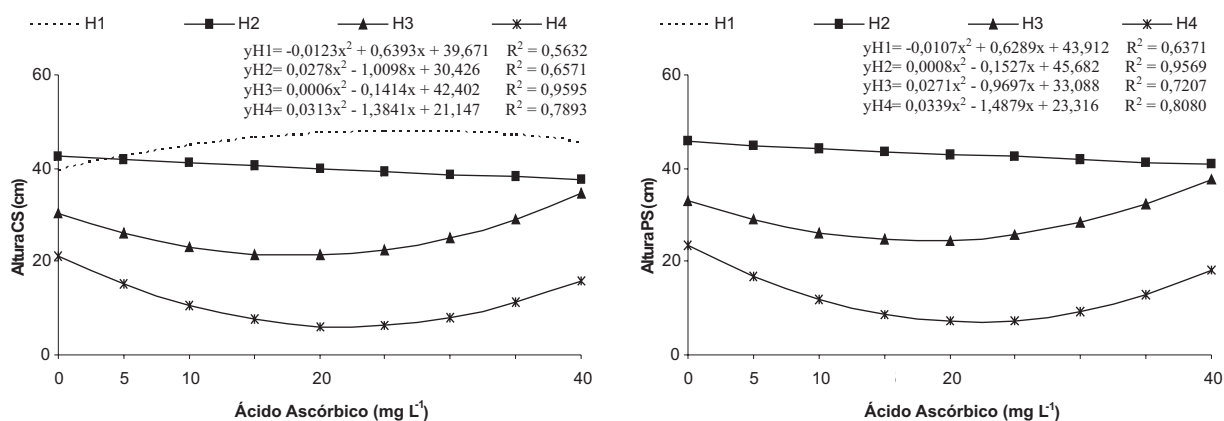 H1 H2 H3 H4
yH1= -0,0123x² + 0,6393x + 39,671 R² = 0,5632
yH2= 0,0278x² - 1,0098x + 30,426 R² = 0,6571
yH3= 0,0006x² - 0,1414x + 42,402 R² = 0,9595
yH4= 0,0313x² - 1,3841x + 21,147 R² = 0,7893
60
40
20
0
Altura CS (cm)
0 5 10 20 40
Ácido Ascórbico (mg L⁻¹)
H1 H2 H3 H4
yH1= -0,0107x² + 0,6289x + 43,912 R² = 0,6371
yH2= 0,0008x² - 0,1527x + 45,682 R² = 0,9569
yH3= 0,0271x² - 0,9697x + 33,088 R² = 0,7207
yH4= 0,0339x² - 1,4879x + 23,316 R² = 0,8080
60
40
20
0
Altura PS (cm)
0 5 10 20 40
Ácido Ascórbico (mg L⁻¹)